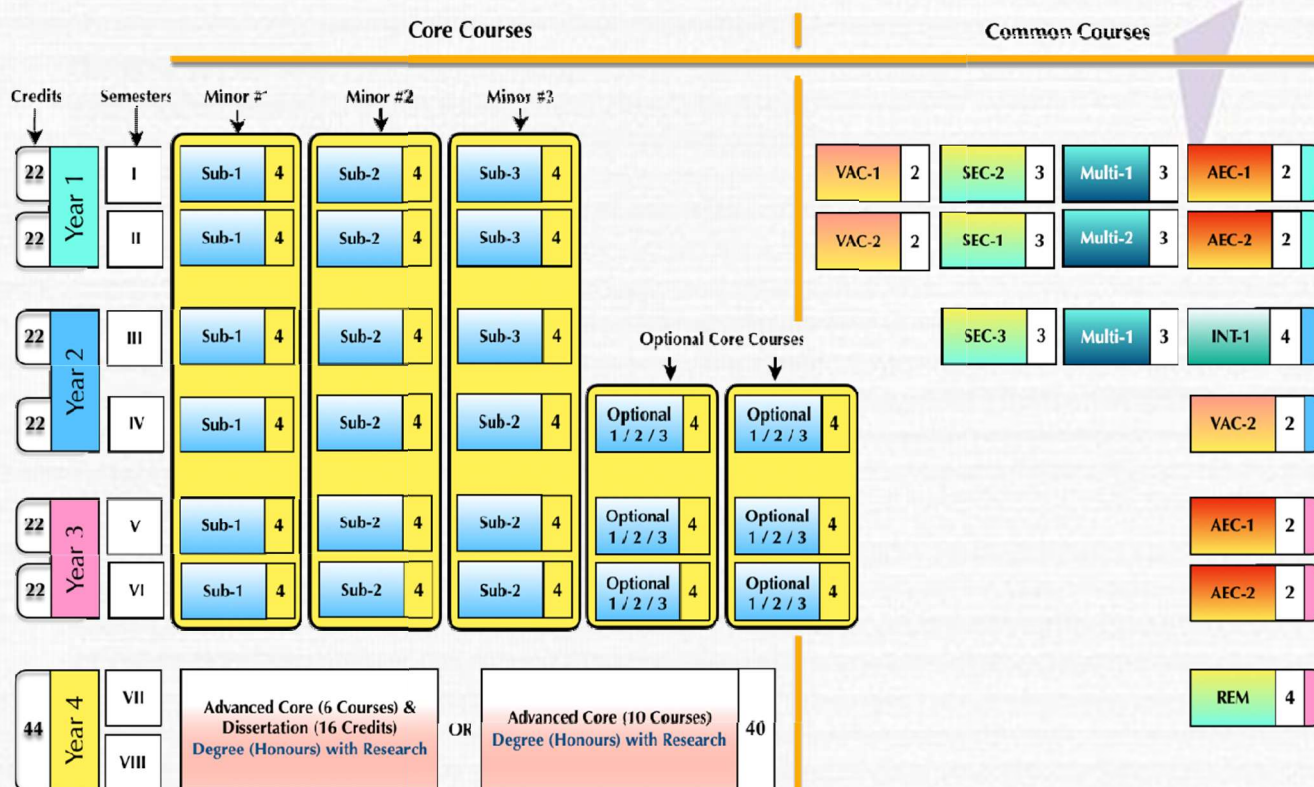 Core Courses
Common Courses
Credits Semesters Minor # Minor #2 Minor #3
22 Year 1 I Sub-1 4 Sub-2 4 Sub-3 4 VAC-1 2 SEC-2 3 Multi-1 3 AEC-1 2
22 II Sub-1 4 Sub-2 4 Sub-3 4 VAC-2 2 SEC-1 3 Multi-2 3 AEC-2 2
22 Year 2 III Sub-1 4 Sub-2 4 Sub-3 4 SEC-3 3 Multi-1 3 INT-1 4
Optional Core Courses
22 IV Sub-1 4 Sub-2 4 Sub-2 4 Optional 4 Optional 4 VAC-2 2
1 / 2 / 3 1 / 2 / 3
22 Year 3 V Sub-1 4 Sub-2 4 Sub-2 4 Optional 4 Optional 4 AEC-1 2
1 / 2 / 3 1 / 2 / 3
22 VI Sub-1 4 Sub-2 4 Sub-2 4 Optional 4 Optional 4 AEC-2 2
1 / 2 / 3 1 / 2 / 3
44 Year 4 VII VIII
Advanced Core (6 Courses) &
Dissertation (16 Credits)
Degree (Honours) with Research
OR
Advanced Core (10 Courses)
Degree (Honours) with Research
40
REM 4